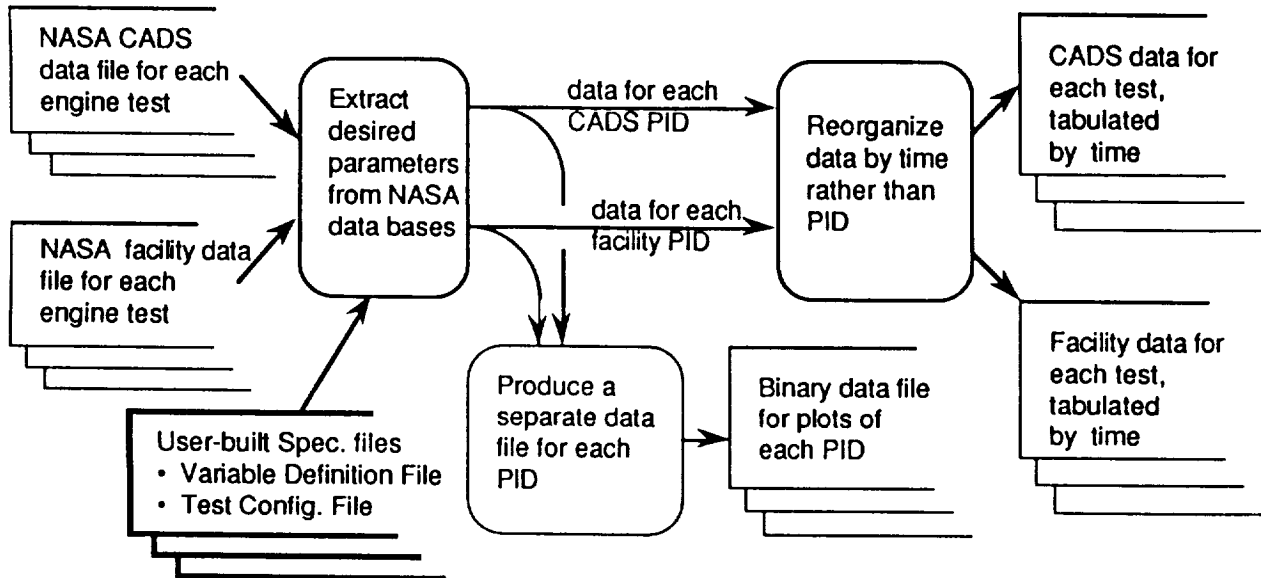 NASA CADS
data file for each
engine test
NASA facility data
file for each
engine test
User-built Spec. files
• Variable Definition File
• Test Config. File
Extract
desired
parameters
from NASA
data bases
data for each
CADS PID
data for each
facility PID
Produce a
separate data
file for each
PID
Binary data file
for plots of
each PID
Reorganize
data by time
rather than
PID
CADS data for
each test,
tabulated
by time
Facility data for
each test,
tabulated
by time